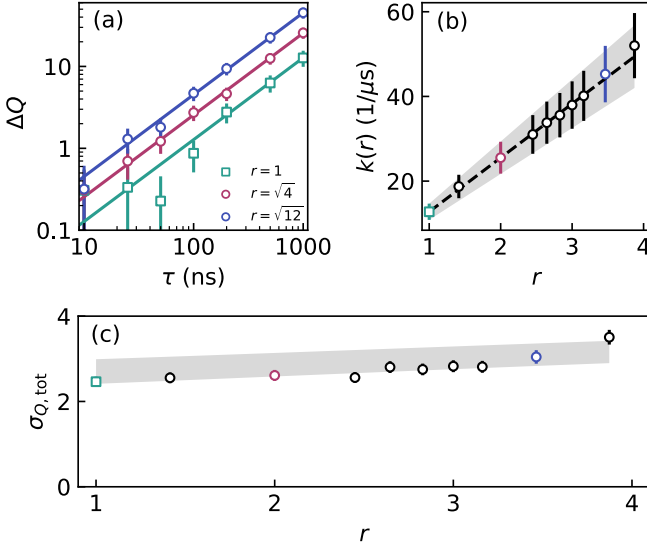 (a)
ΔQ
10
1
0.1
r = 1
r = √4
r = √12
10 100 1000
τ (ns)
(b)
k(r) (1/μs)
60
40
20
1 2 3 4
r
(c)
σQ,tot
4
2
0
1 2 3 4
r